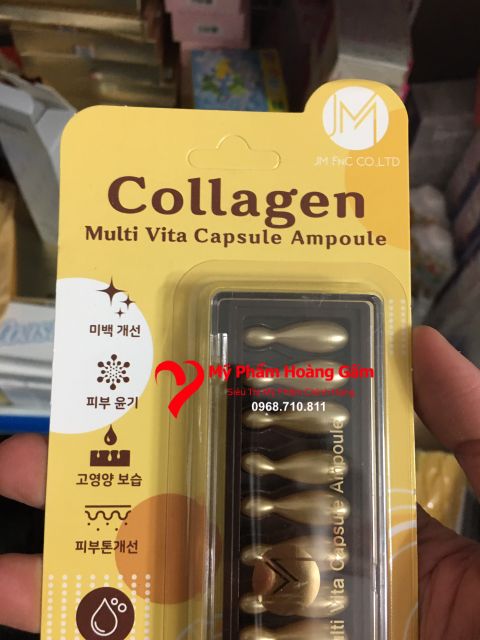 JM
JM FNC CO.,LTD
Collagen
Multi Vita Capsule Ampoule
미백 개선
피부 윤기
고영양 보습
피부톤개선
Mỹ Phẩm Hoàng Gấm
0968.710.811
Multi Vita Capsule Ampoule